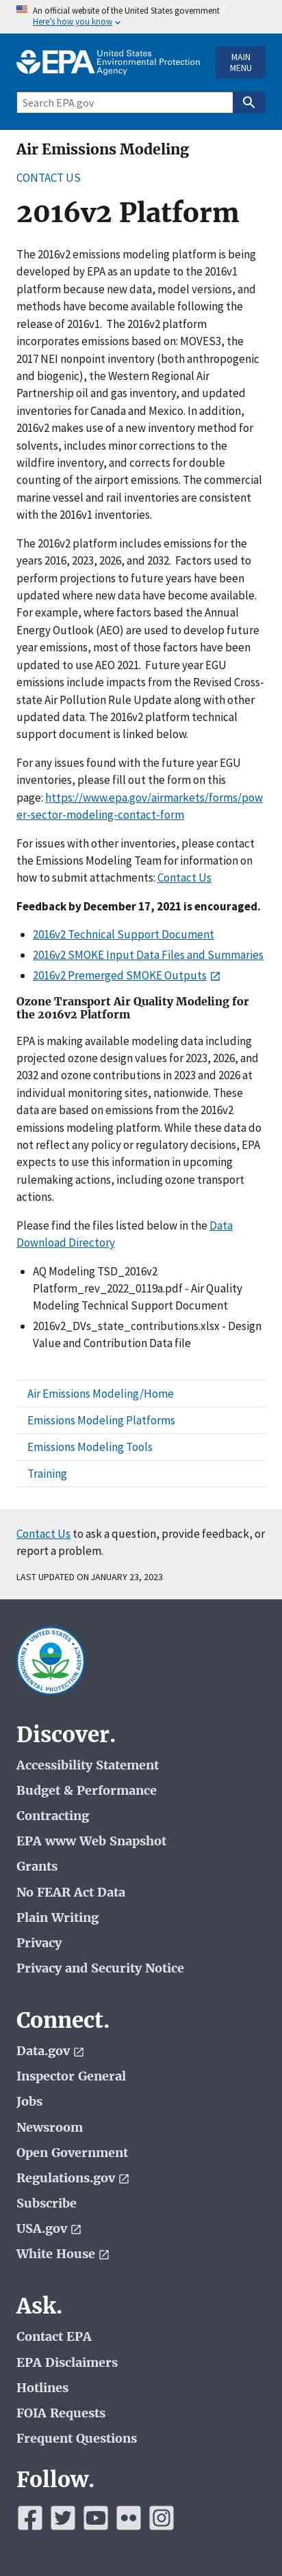 An official website of the United States government
Here's how you know
EPA United States
Environmental Protection
Agency
MAIN
MENU
Search EPA.gov
Air Emissions Modeling
CONTACT US
2016v2 Platform
The 2016v2 emissions modeling platform is being
developed by EPA as an update to the 2016v1
platform because new data, model versions, and
methods have become available following the
release of 2016v1.  The 2016v2 platform
incorporates emissions based on: MOVES3, the
2017 NEI nonpoint inventory (both anthropogenic
and biogenic), the Western Regional Air
Partnership oil and gas inventory, and updated
inventories for Canada and Mexico. In addition,
2016v2 makes use of a new inventory method for
solvents, includes minor corrections to the
wildfire inventory, and corrects for double
counting of the airport emissions. The commercial
marine vessel and rail inventories are consistent
with the 2016v1 inventories.
The 2016v2 platform includes emissions for the
years 2016, 2023, 2026, and 2032.  Factors used to
perform projections to future years have been
updated where new data have become available.
For example, where factors based the Annual
Energy Outlook (AEO) are used to develop future
year emissions, most of those factors have been
updated to use AEO 2021.  Future year EGU
emissions include impacts from the Revised Cross-
state Air Pollution Rule Update along with other
updated data. The 2016v2 platform technical
support document is linked below.
For any issues found with the future year EGU
inventories, please fill out the form on this
page: https://www.epa.gov/airmarkets/forms/pow
er-sector-modeling-contact-form
For issues with other inventories, please contact
the Emissions Modeling Team for information on
how to submit attachments: Contact Us
Feedback by December 17, 2021 is encouraged.
2016v2 Technical Support Document
2016v2 SMOKE Input Data Files and Summaries
2016v2 Premerged SMOKE Outputs
Ozone Transport Air Quality Modeling for
the 2016v2 Platform
EPA is making available modeling data including
projected ozone design values for 2023, 2026, and
2032 and ozone contributions in 2023 and 2026 at
individual monitoring sites, nationwide. These
data are based on emissions from the 2016v2
emissions modeling platform. While these data do
not reflect any policy or regulatory decisions, EPA
expects to use this information in upcoming
rulemaking actions, including ozone transport
actions.
Please find the files listed below in the Data
Download Directory
AQ Modeling TSD_2016v2
Platform_rev_2022_0119a.pdf - Air Quality
Modeling Technical Support Document
2016v2_DVs_state_contributions.xlsx - Design
Value and Contribution Data file
Air Emissions Modeling/Home
Emissions Modeling Platforms
Emissions Modeling Tools
Training
Contact Us to ask a question, provide feedback, or
report a problem.
LAST UPDATED ON JANUARY 23, 2023
UNITED STATES
ENVIRONMENTAL PROTECTION AGENCY
Discover.
Accessibility Statement
Budget & Performance
Contracting
EPA www Web Snapshot
Grants
No FEAR Act Data
Plain Writing
Privacy
Privacy and Security Notice
Connect.
Data.gov
Inspector General
Jobs
Newsroom
Open Government
Regulations.gov
Subscribe
USA.gov
White House
Ask.
Contact EPA
EPA Disclaimers
Hotlines
FOIA Requests
Frequent Questions
Follow.